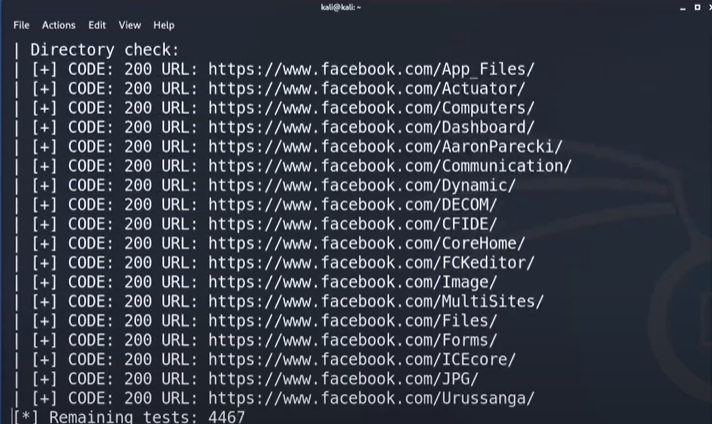 kali@kali: ~
File Actions Edit View Help
| Directory check:
| [+] CODE: 200 URL: https://www.facebook.com/App_Files/
| [+] CODE: 200 URL: https://www.facebook.com/Actuator/
| [+] CODE: 200 URL: https://www.facebook.com/Computers/
| [+] CODE: 200 URL: https://www.facebook.com/Dashboard/
| [+] CODE: 200 URL: https://www.facebook.com/AaronParecki/
| [+] CODE: 200 URL: https://www.facebook.com/Communication/
| [+] CODE: 200 URL: https://www.facebook.com/Dynamic/
| [+] CODE: 200 URL: https://www.facebook.com/DECOM/
| [+] CODE: 200 URL: https://www.facebook.com/CFIDE/
| [+] CODE: 200 URL: https://www.facebook.com/CoreHome/
| [+] CODE: 200 URL: https://www.facebook.com/FCKeditor/
| [+] CODE: 200 URL: https://www.facebook.com/Image/
| [+] CODE: 200 URL: https://www.facebook.com/MultiSites/
| [+] CODE: 200 URL: https://www.facebook.com/Files/
| [+] CODE: 200 URL: https://www.facebook.com/Forms/
| [+] CODE: 200 URL: https://www.facebook.com/ICEcore/
| [+] CODE: 200 URL: https://www.facebook.com/JPG/
| [+] CODE: 200 URL: https://www.facebook.com/Urussanga/
[*] Remaining tests: 4467